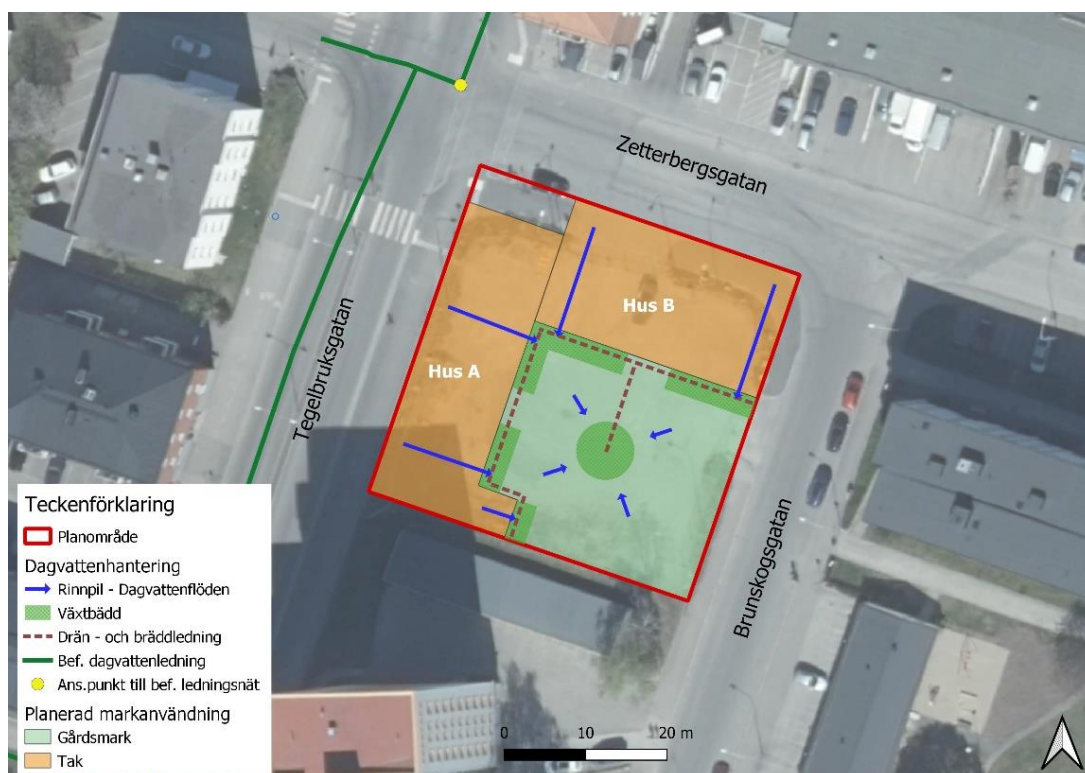 Zetterbergsgatan
Hus B
Hus A
Tegelbruksgatan
Brunskogsgatan
Teckenförklaring
Planområde
Dagvattenhantering
Rinnpil - Dagvattenflöden
Växtbädd
Drän - och bräddledning
Bef. dagvattenledning
Ans.punkt till bef. ledningsnät
Planerad markanvändning
Gårdsmark
Tak
0 10 20 m